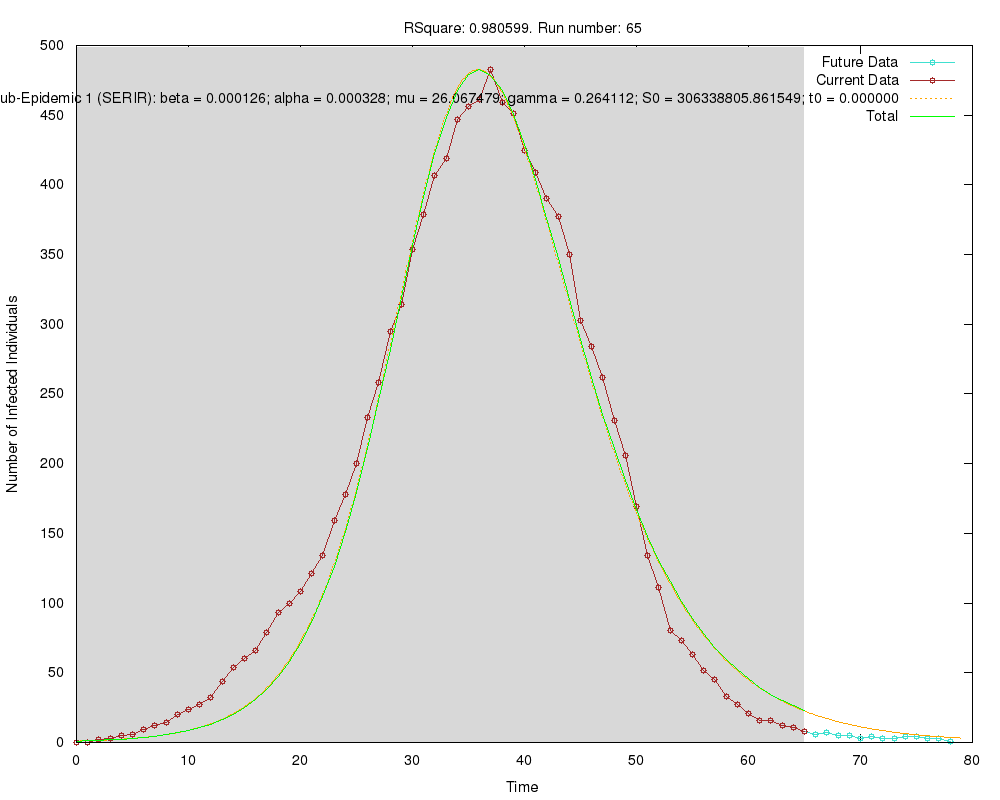 RSquare: 0.980599. Run number: 65
500
450
400
350
300
250
200
150
100
50
0
Number of Infected Individuals
Future Data
Current Data
ub-Epidemic 1 (SERIR): beta = 0.000126; alpha = 0.000328; mu = 26.067479; gamma = 0.264112; S0 = 306338805.861549; t0 = 0.000000
Total
0 10 20 30 40 50 60 70 80
Time